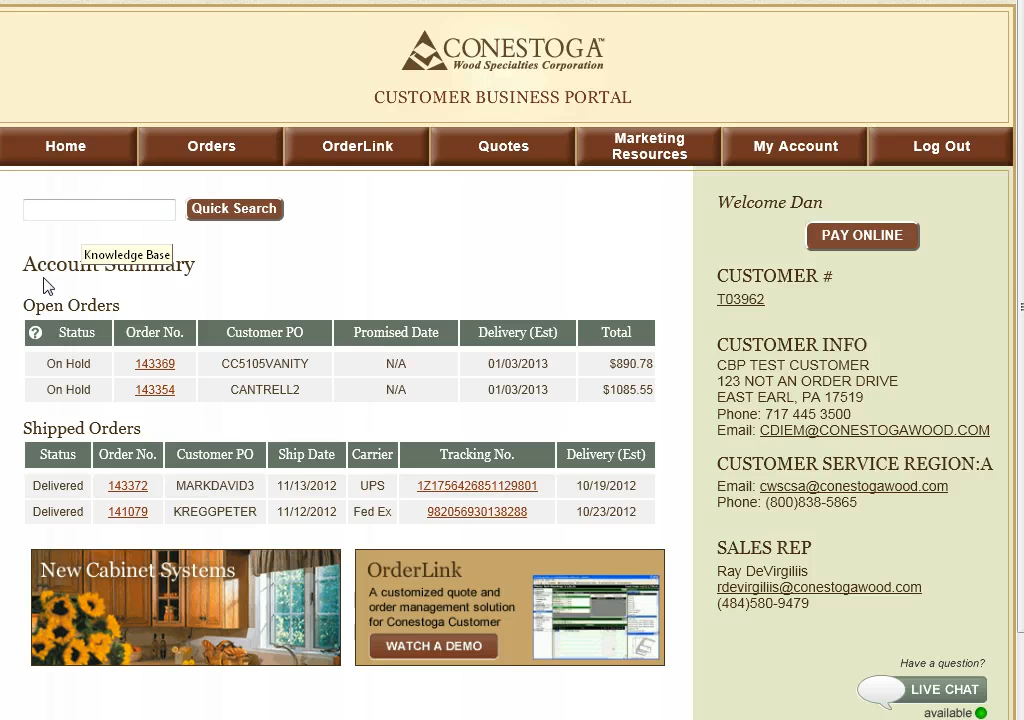 CONESTOGA™
Wood Specialties Corporation
CUSTOMER BUSINESS PORTAL
Home
Orders
OrderLink
Quotes
Marketing
Resources
My Account
Log Out
Quick Search
Knowledge Base
Account Summary
Open Orders
? Status Order No. Customer PO Promised Date Delivery (Est) Total
On Hold 143369 CC5105VANITY N/A 01/03/2013 $890.78
On Hold 143354 CANTRELL2 N/A 01/03/2013 $1085.55
Shipped Orders
Status Order No. Customer PO Ship Date Carrier Tracking No. Delivery (Est)
Delivered 143372 MARKDAVID3 11/13/2012 UPS 1Z1756426851129801 10/19/2012
Delivered 141079 KREGGPETER 11/12/2012 Fed Ex 982056930138288 10/23/2012
New Cabinet Systems
OrderLink
A customized quote and
order management solution
for Conestoga Customer
WATCH A DEMO
Welcome Dan
PAY ONLINE
CUSTOMER #
T03962
CUSTOMER INFO
CBP TEST CUSTOMER
123 NOT AN ORDER DRIVE
EAST EARL, PA 17519
Phone: 717 445 3500
Email: CDIEM@CONESTOGAWOOD.COM
CUSTOMER SERVICE REGION:A
Email: cwscsa@conestogawood.com
Phone: (800)838-5865
SALES REP
Ray DeVirgiliis
rdevirgiliis@conestogawood.com
(484)580-9479
Have a question?
LIVE CHAT
available